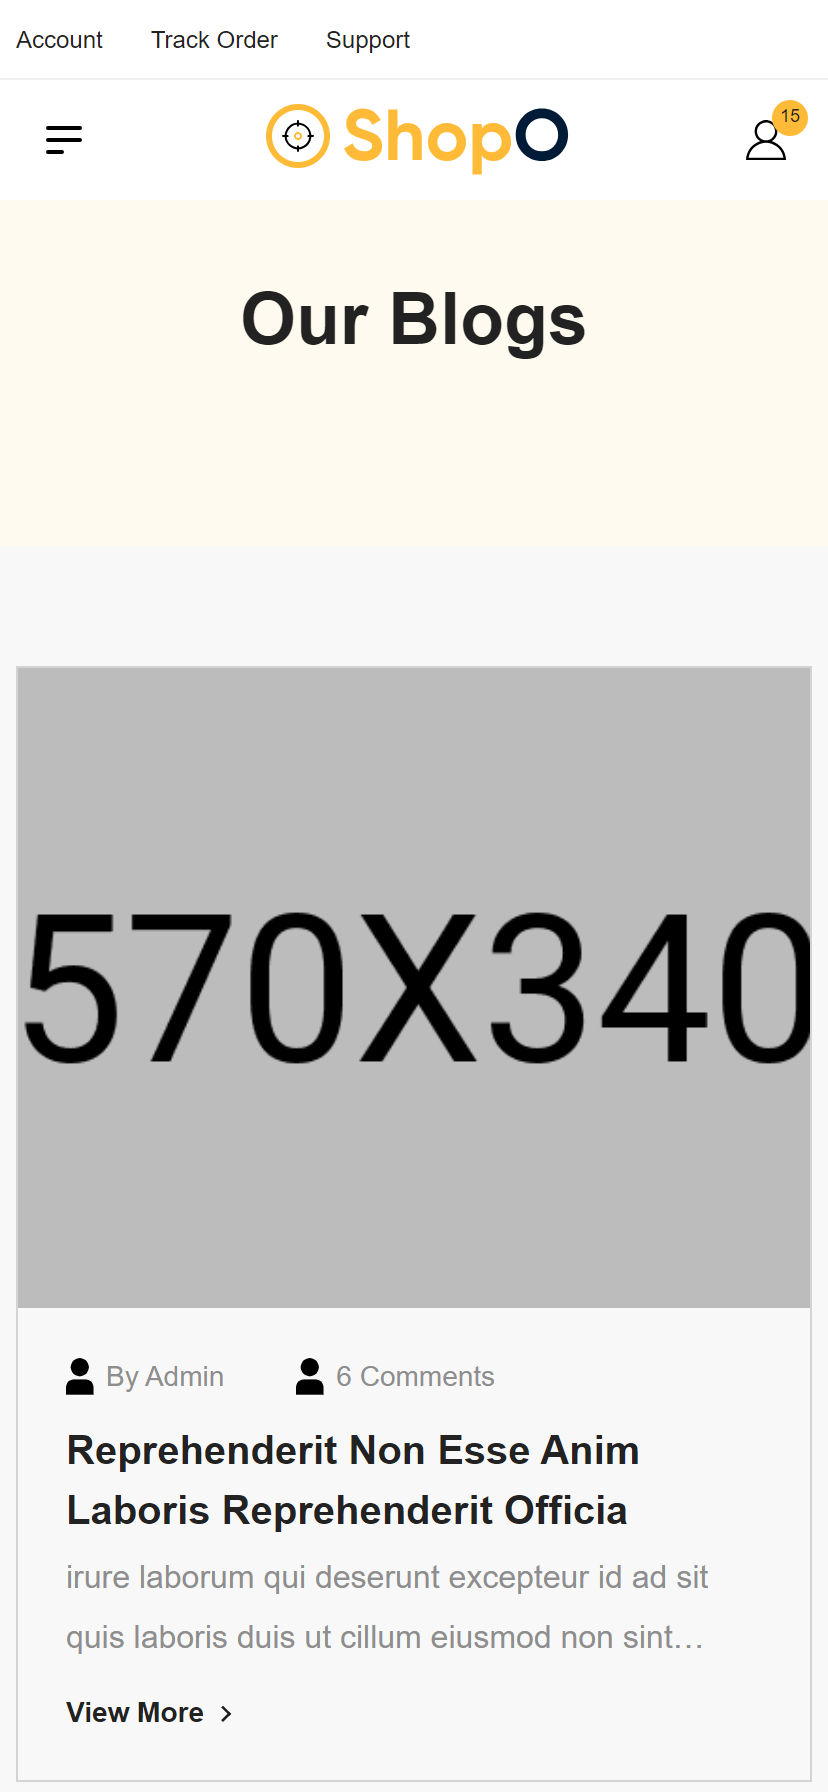 Account Track Order Support
ShopO
15
Our Blogs
570X340
By Admin 6 Comments
Reprehenderit Non Esse Anim
Laboris Reprehenderit Officia
irure laborum qui deserunt excepteur id ad sit
quis laboris duis ut cillum eiusmod non sint…
View More